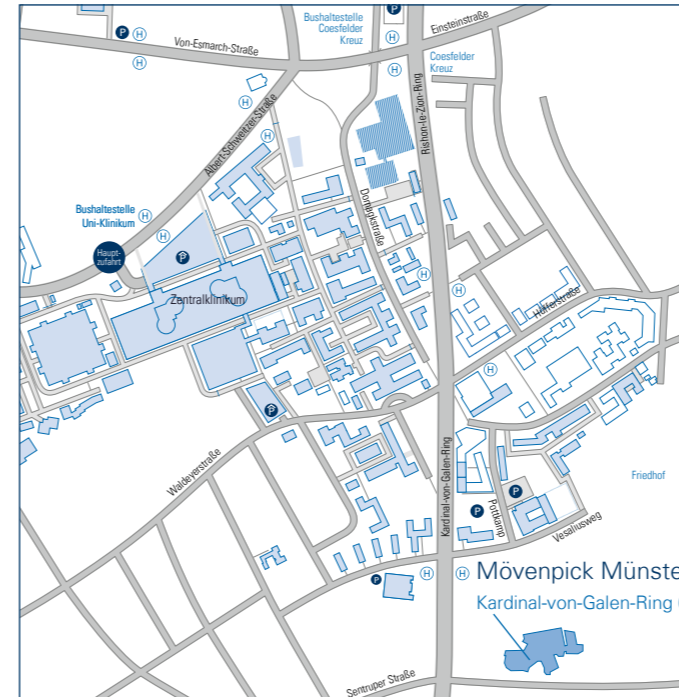 Bushaltestelle
Coesfelder
Kreuz
P
P
H
H
Von-Esmarch-Straße
H
H
Einsteinstraße
Coesfelder
Kreuz
H
Rishon-le-Zion-Ring
Albert-Schweitzer-Straße
H
Domagkstraße
Bushaltestelle
Uni-Klinikum
H
H
Haupt-
zufahrt
P
H
H
Zentralklinikum
Hüfferstraße
H
P
Waldeyerstraße
Kardinal-von-Galen-Ring
Friedhof
P
P
Pottkamp
Vesaliusweg
P
H
H
Mövenpick Münste
Kardinal-von-Galen-Ring
Sentruper Straße